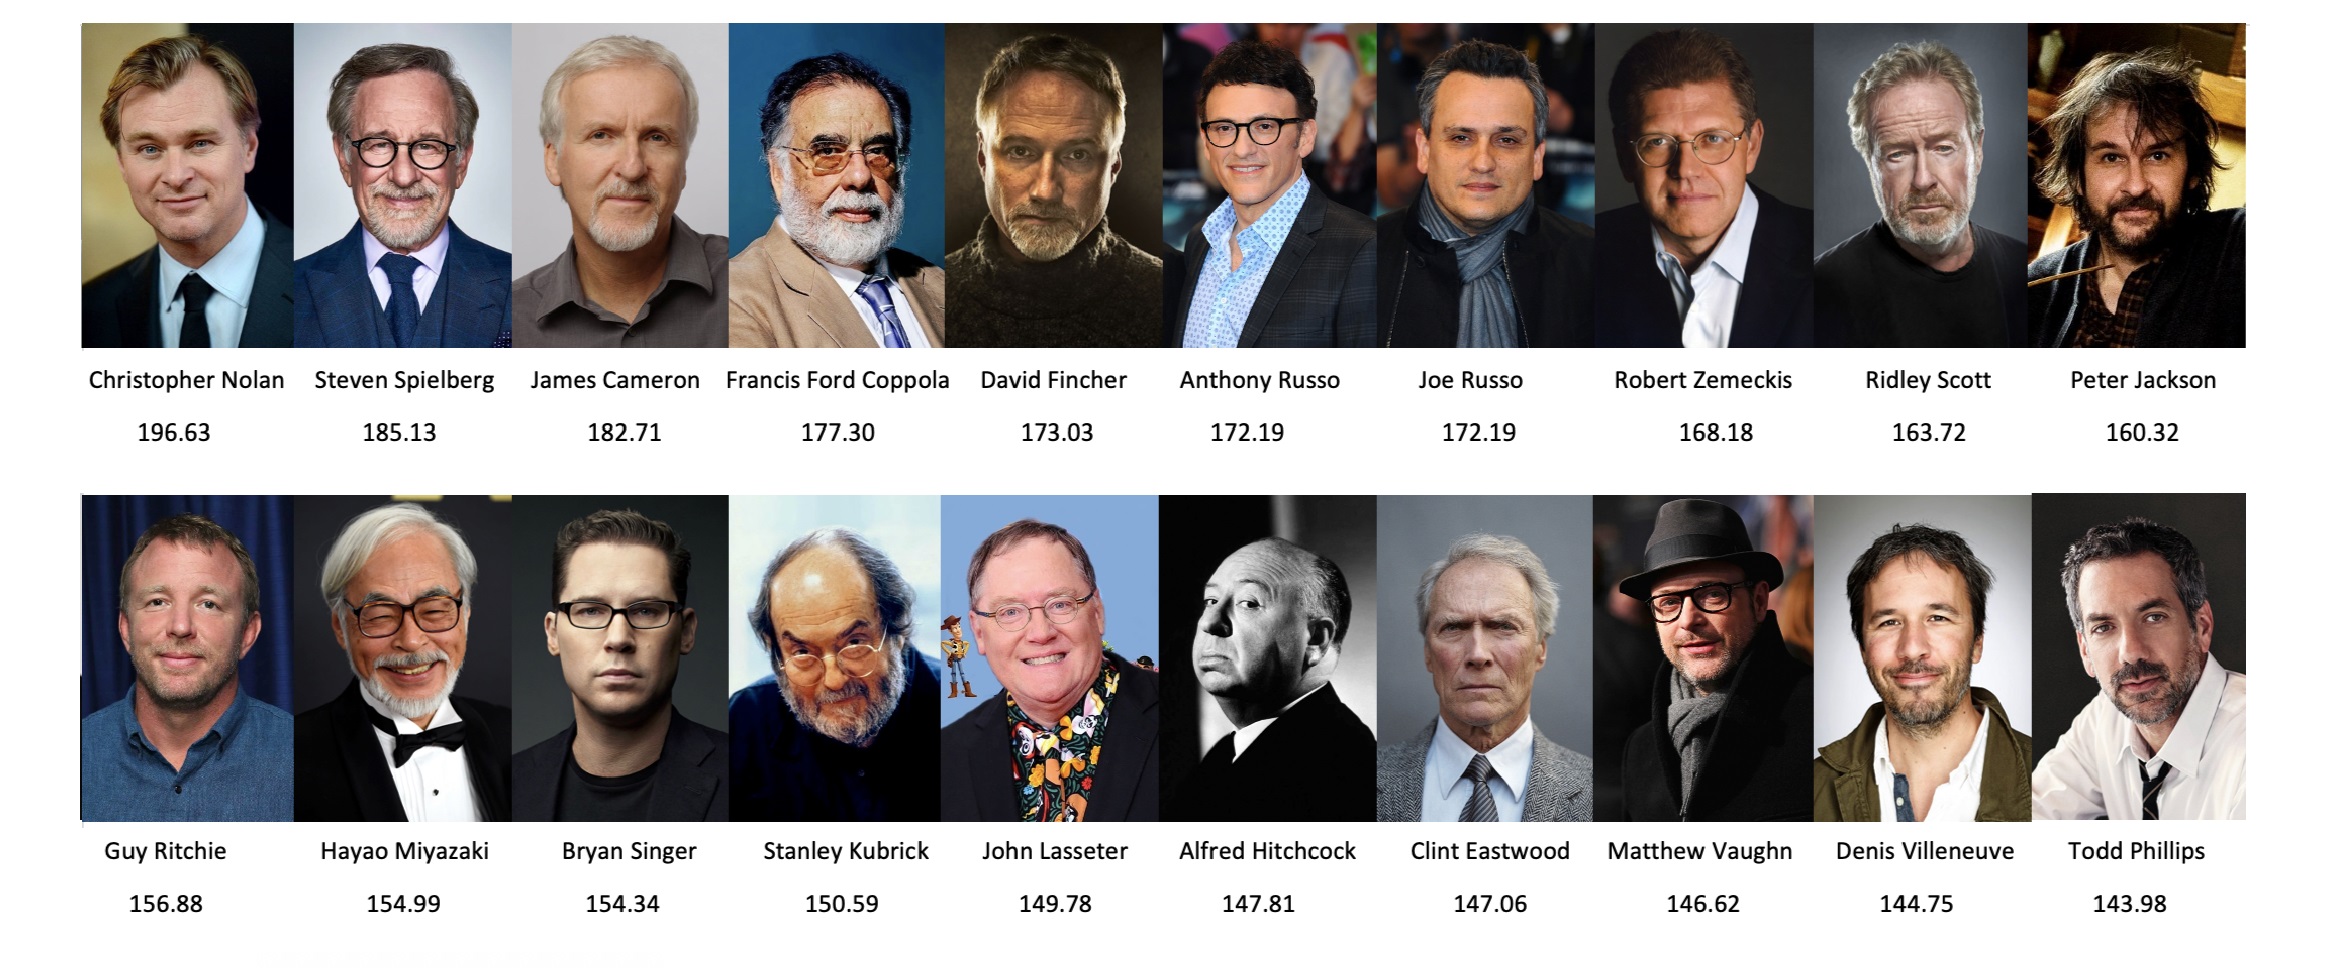 Christopher Nolan Steven Spielberg James Cameron Francis Ford Coppola David Fincher Anthony Russo Joe Russo Robert Zemeckis Ridley Scott Peter Jackson
196.63 185.13 182.71 177.30 173.03 172.19 172.19 168.18 163.72 160.32
Guy Ritchie Hayao Miyazaki Bryan Singer Stanley Kubrick John Lasseter Alfred Hitchcock Clint Eastwood Matthew Vaughn Denis Villeneuve Todd Phillips
156.88 154.99 154.34 150.59 149.78 147.81 147.06 146.62 144.75 143.98